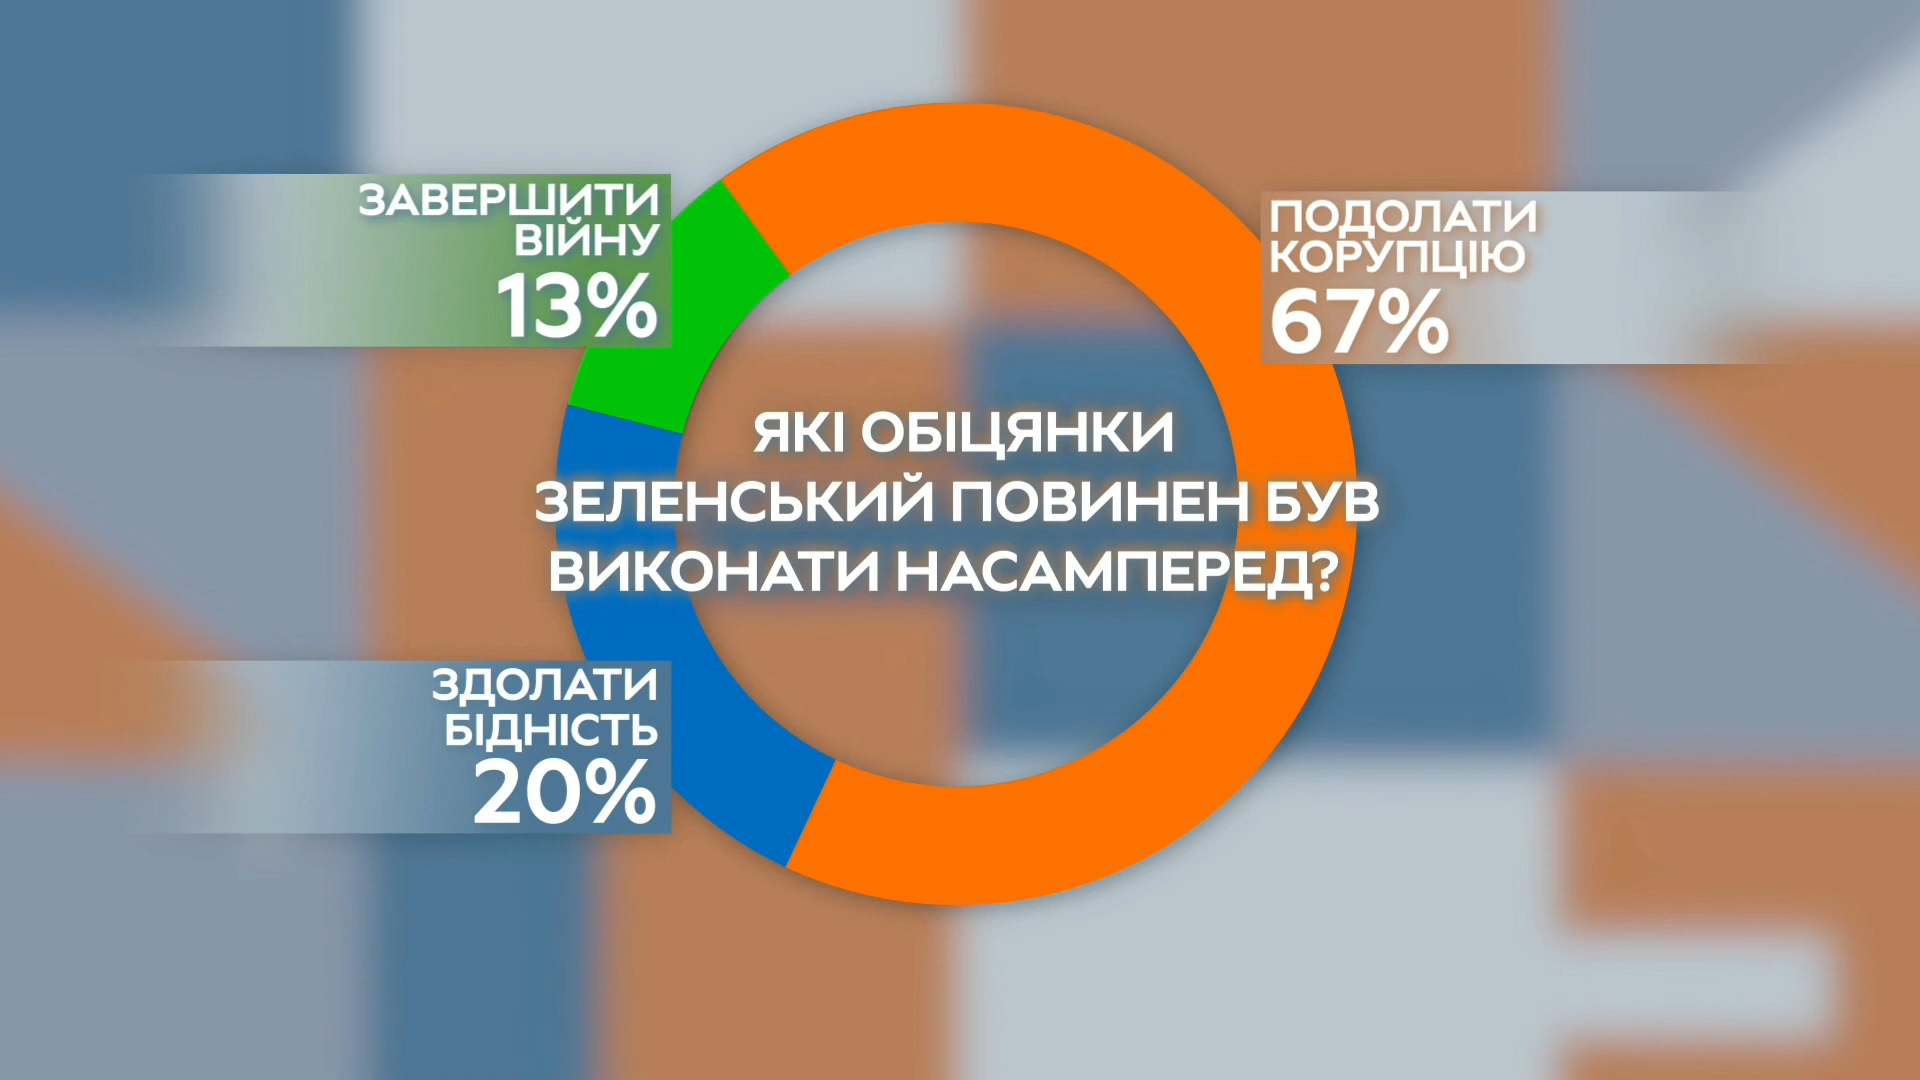 ЗАВЕРШИТИ
ВІЙНУ
13%
ПОДОЛАТИ
КОРУПЦІЮ
67%
ЯКІ ОБІЦЯНКИ
ЗЕЛЕНСЬКИЙ ПОВИНЕН БУВ
ВИКОНАТИ НАСАМПЕРЕД?
ЗДОЛАТИ
БІДНІСТЬ
20%